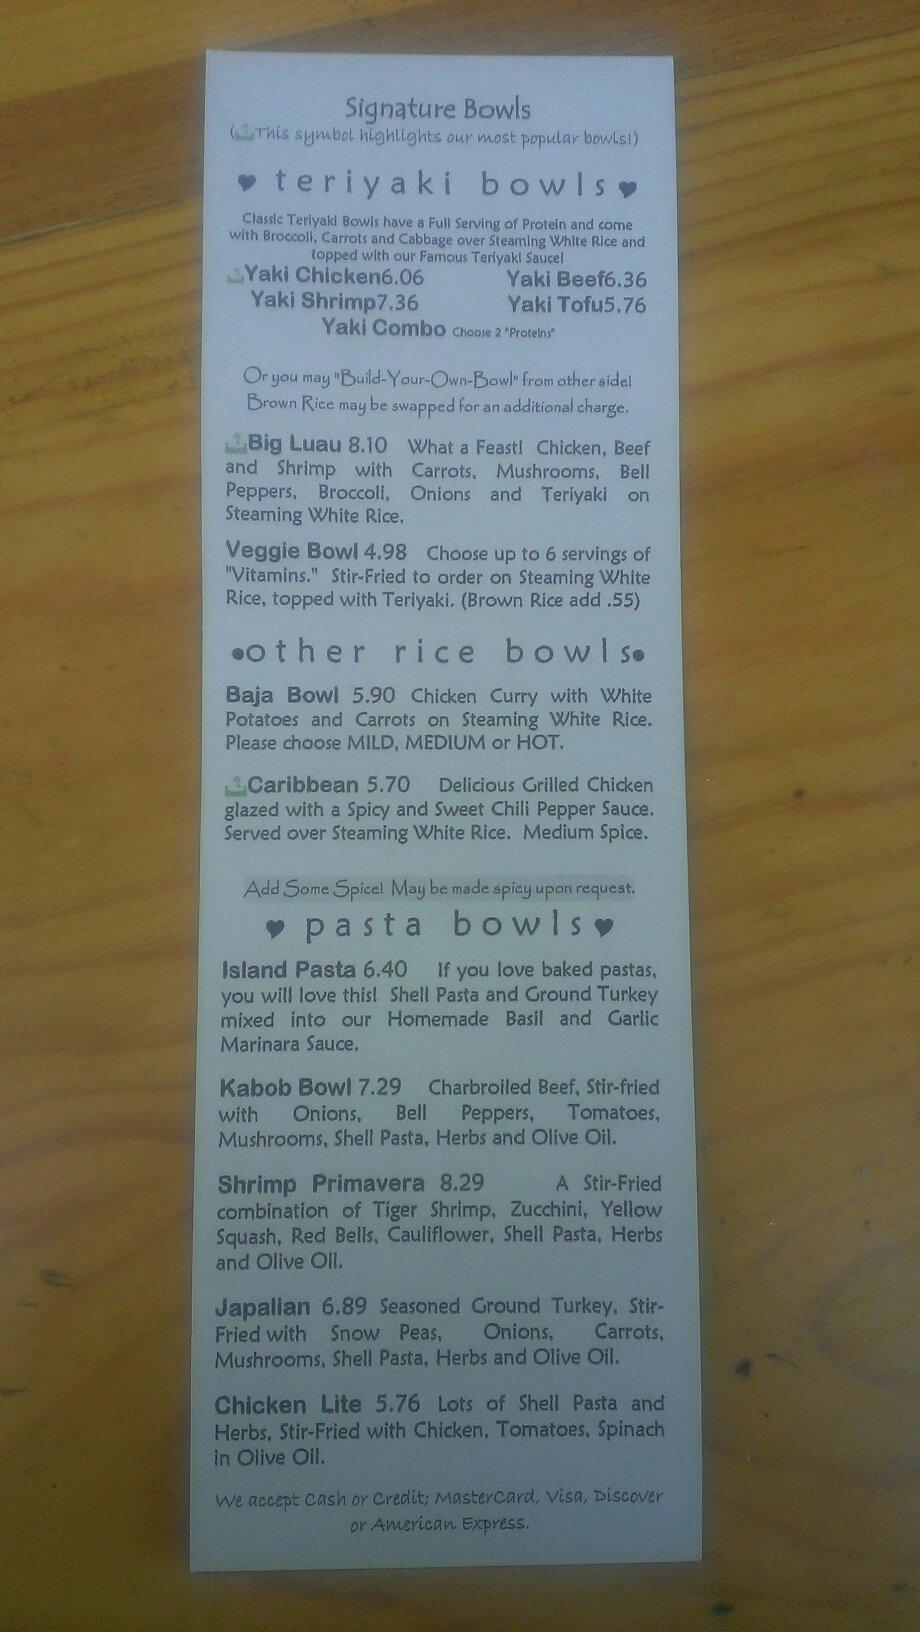 Signature Bowls
(This symbol highlights our most popular bowls!)
♥ teriyaki bowls ♥
Classic Teriyaki Bowls have a Full Serving of Protein and come
with Broccoli, Carrots and Cabbage over Steaming White Rice and
topped with our Famous Teriyaki Sauce!
Yaki Chicken6.06 Yaki Beef6.36
Yaki Shrimp7.36 Yaki Tofu5.76
Yaki Combo Choose 2 "Proteins"
Or you may "Build-Your-Own-Bowl" from other side!
Brown Rice may be swapped for an additional charge.
Big Luau 8.10 What a Feast! Chicken, Beef
and Shrimp with Carrots, Mushrooms, Bell
Peppers, Broccoli, Onions and Teriyaki on
Steaming White Rice.
Veggie Bowl 4.98 Choose up to 6 servings of
"Vitamins." Stir-Fried to order on Steaming White
Rice, topped with Teriyaki. (Brown Rice add .55)
•other rice bowls•
Baja Bowl 5.90 Chicken Curry with White
Potatoes and Carrots on Steaming White Rice.
Please choose MILD, MEDIUM or HOT.
Caribbean 5.70 Delicious Grilled Chicken
glazed with a Spicy and Sweet Chili Pepper Sauce.
Served over Steaming White Rice. Medium Spice.
Add Some Spice! May be made spicy upon request.
♥ pasta bowls ♥
Island Pasta 6.40 If you love baked pastas,
you will love this! Shell Pasta and Ground Turkey
mixed into our Homemade Basil and Garlic
Marinara Sauce.
Kabob Bowl 7.29 Charbroiled Beef, Stir-fried
with Onions, Bell Peppers, Tomatoes,
Mushrooms, Shell Pasta, Herbs and Olive Oil.
Shrimp Primavera 8.29 A Stir-Fried
combination of Tiger Shrimp, Zucchini, Yellow
Squash, Red Bells, Cauliflower, Shell Pasta, Herbs
and Olive Oil.
Japalian 6.89 Seasoned Ground Turkey, Stir-
Fried with Snow Peas, Onions, Carrots,
Mushrooms, Shell Pasta, Herbs and Olive Oil.
Chicken Lite 5.76 Lots of Shell Pasta and
Herbs, Stir-Fried with Chicken, Tomatoes, Spinach
in Olive Oil.
We accept Cash or Credit; MasterCard, Visa, Discover
or American Express.